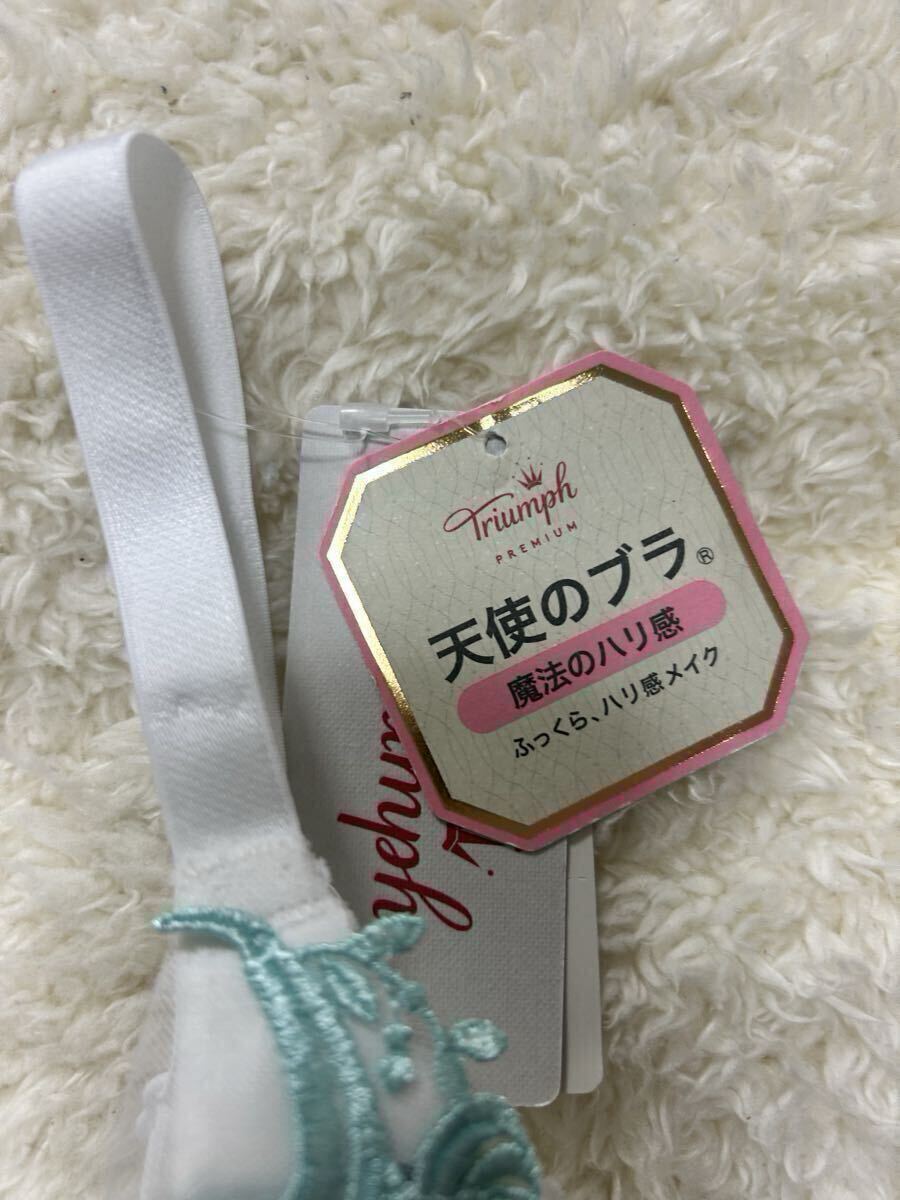 Triumph
PREMIUM
天使のブラ®
魔法のハリ感
ふっくら、ハリ感メイク